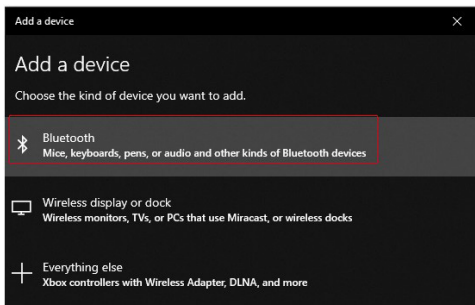 Add a device
Add a device
Choose the kind of device you want to add.
Bluetooth
Mice, keyboards, pens, or audio and other kinds of Bluetooth devices
Wireless display or dock
Wireless monitors, TVs, or PCs that use Miracast, or wireless docks
Everything else
Xbox controllers with Wireless Adapter, DLNA, and more